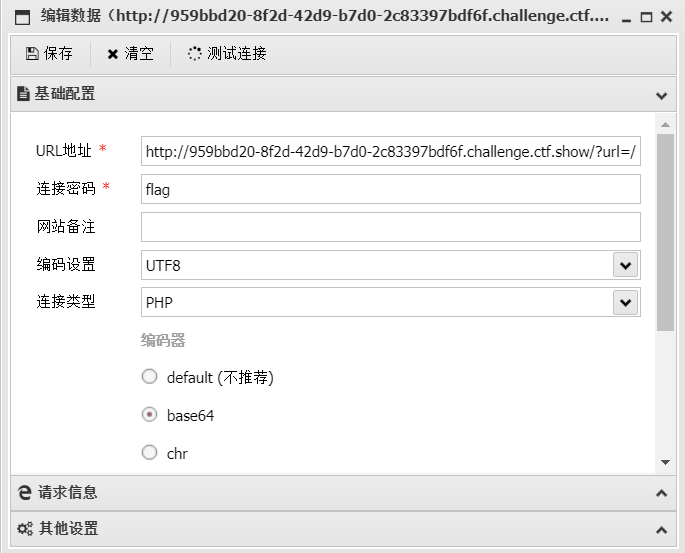 编辑数据（http://959bbd20-8f2d-42d9-b7d0-2c83397bdf6f.challenge.ctf....
保存 清空 测试连接
基础配置
URL地址 * http://959bbd20-8f2d-42d9-b7d0-2c83397bdf6f.challenge.ctf.show/?url=/
连接密码 * flag
网站备注
编码设置 UTF8
连接类型 PHP
编码器
default (不推荐)
base64
chr
请求信息
其他设置